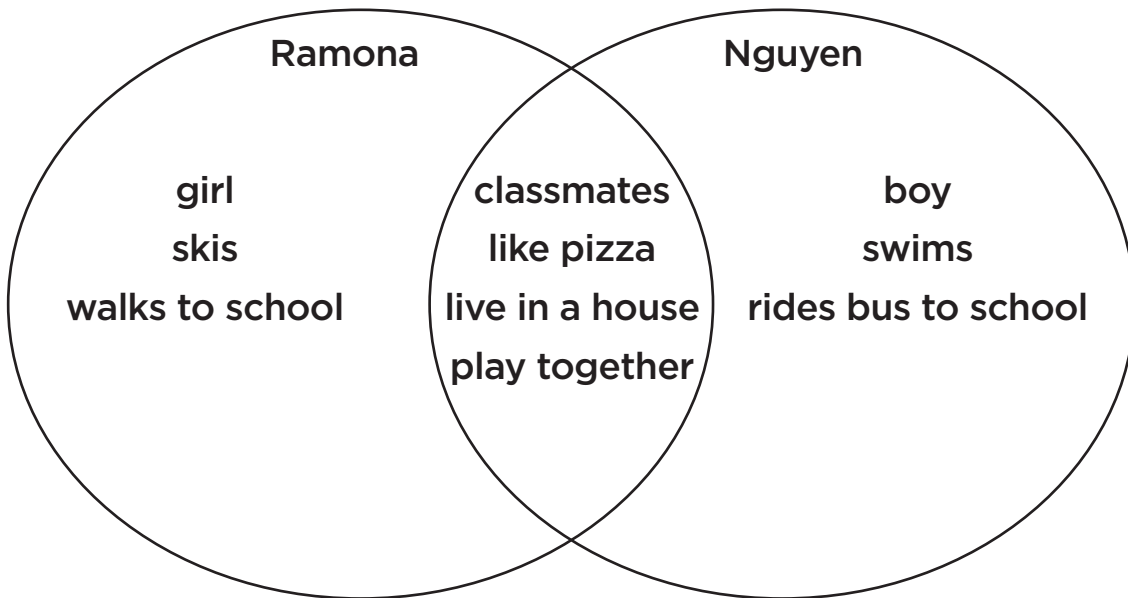 Ramona
Nguyen
girl
skis
walks to school
classmates
like pizza
live in a house
play together
boy
swims
rides bus to school